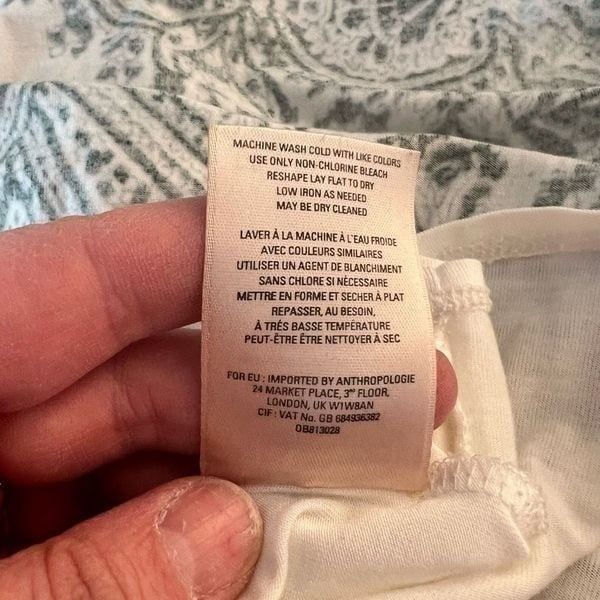 MACHINE WASH COLD WITH LIKE COLORS
USE ONLY NON-CHLORINE BLEACH
RESHAPE LAY FLAT TO DRY
LOW IRON AS NEEDED
MAY BE DRY CLEANED
LAVER À LA MACHINE À L'EAU FROIDE
AVEC COULEURS SIMILAIRES
UTILISER UN AGENT DE BLANCHIMENT
SANS CHLORE SI NÉCESSAIRE
METTRE EN FORME ET SECHER À PLAT
REPASSER, AU BESOIN,
À TRÉS BASSE TEMPÉRATURE
PEUT-ÊTRE ÊTRE NETTOYER À SEC
FOR EU : IMPORTED BY ANTHROPOLOGIE
24 MARKET PLACE, 3RD FLOOR,
LONDON, UK W1W8AN
CIF : VAT No. GB 684936382
OB813028